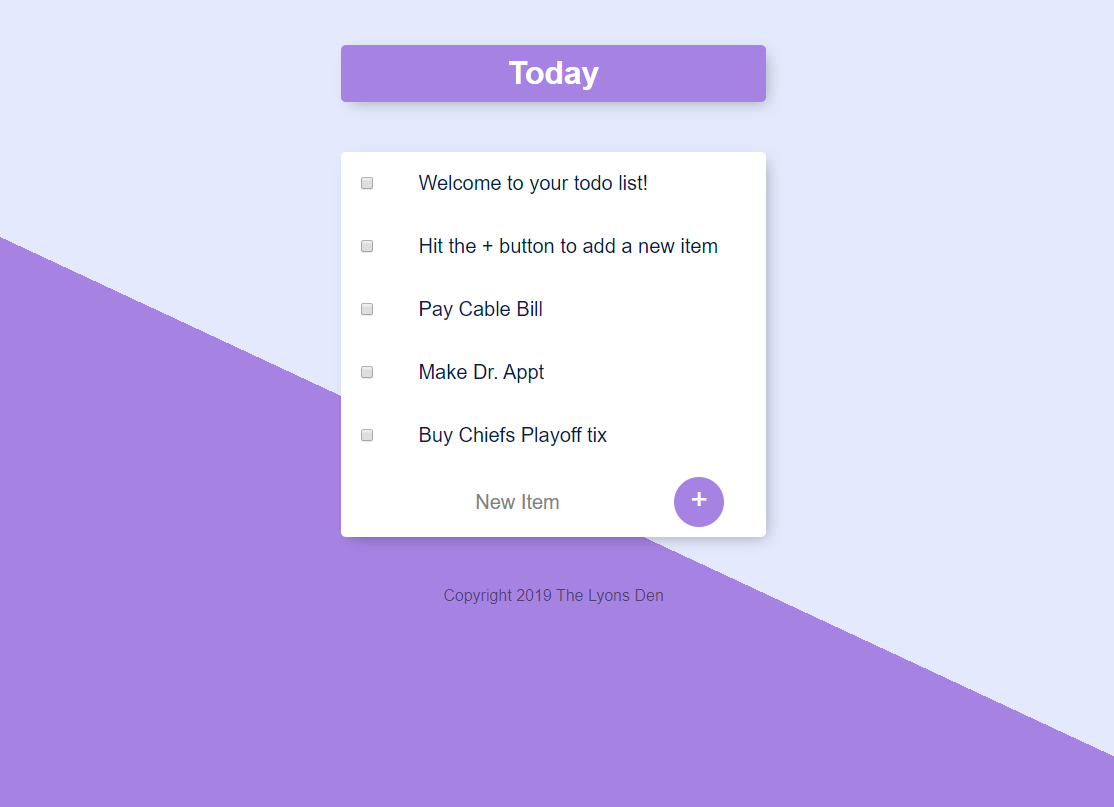 Today
Welcome to your todo list!
Hit the + button to add a new item
Pay Cable Bill
Make Dr. Appt
Buy Chiefs Playoff tix
New Item
+
Copyright 2019 The Lyons Den